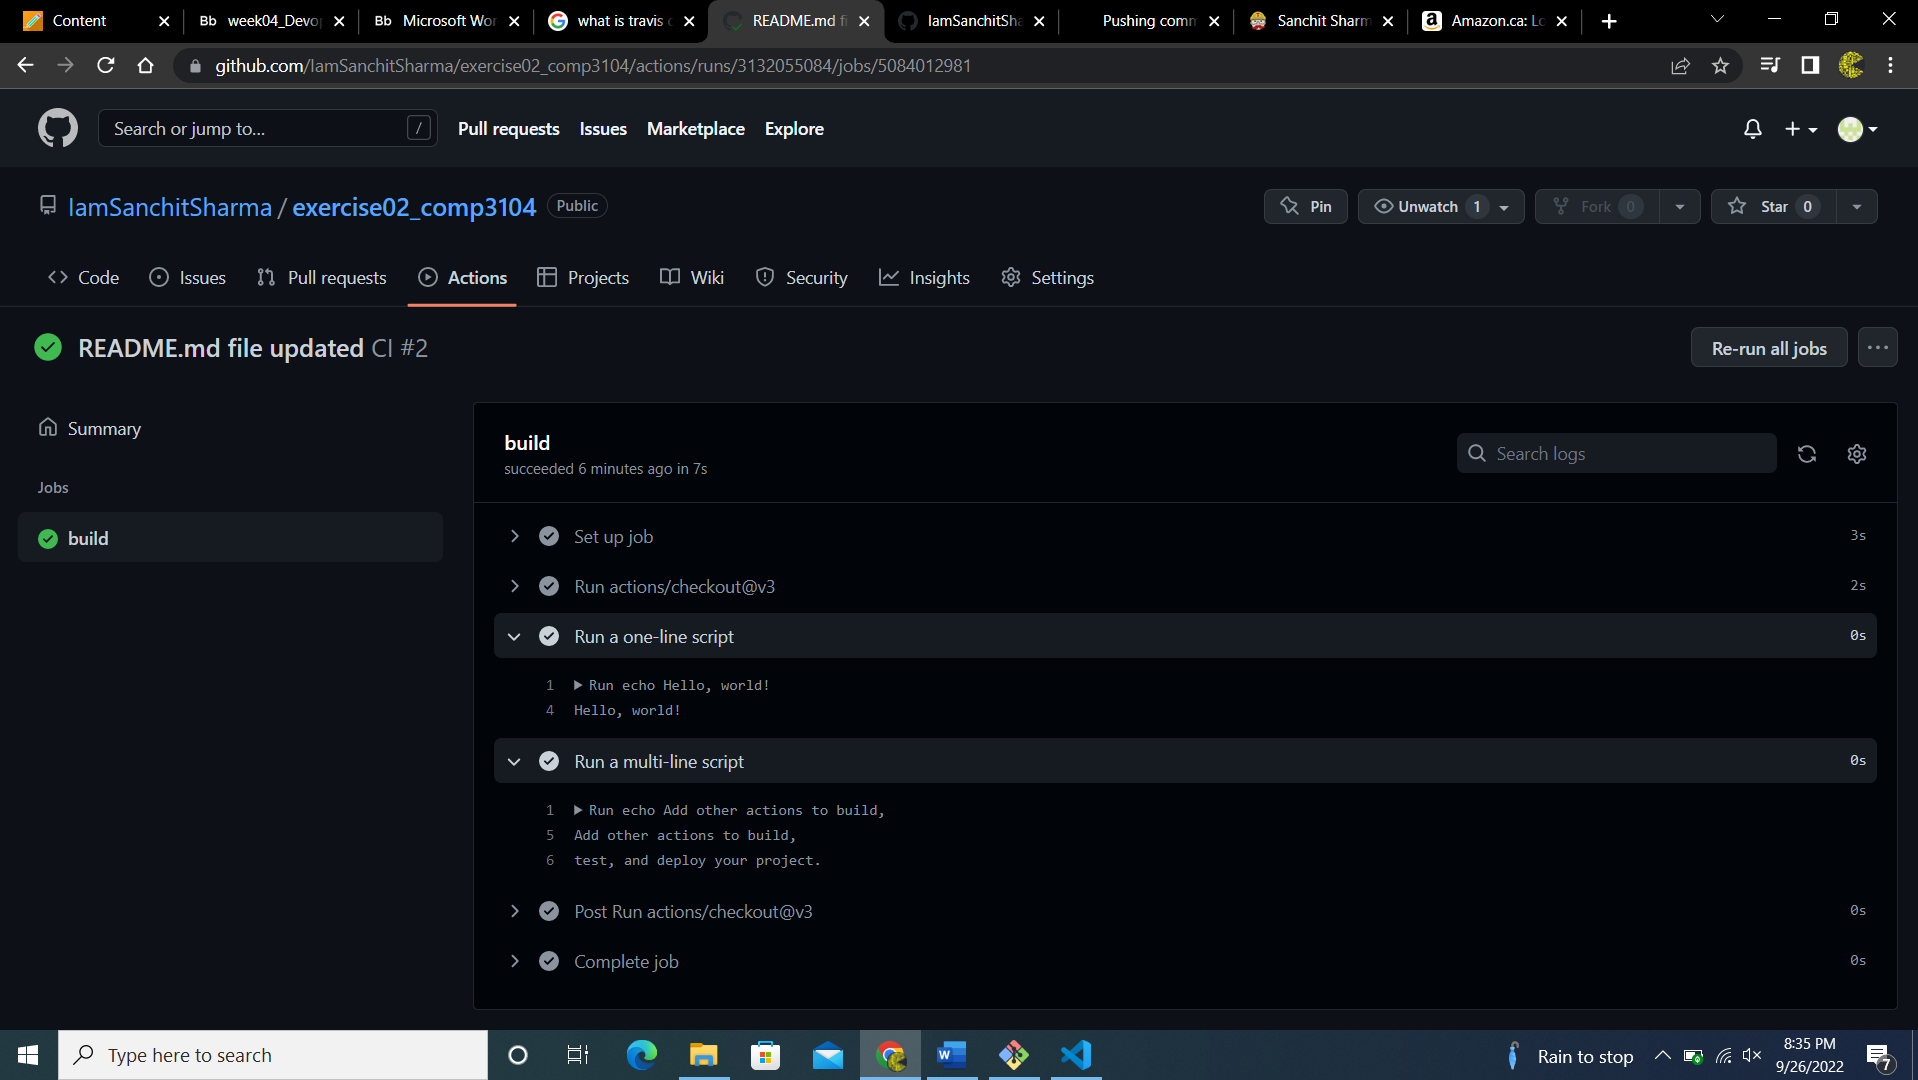 Content
Bb week04_Devop
Bb Microsoft Wor
what is travis c
README.md fi
IamSanchitSha
Pushing comm
Sanchit Sharm
Amazon.ca: Lo
github.com/IamSanchitSharma/exercise02_comp3104/actions/runs/3132055084/jobs/5084012981
Search or jump to... /
Pull requests Issues Marketplace Explore
IamSanchitSharma / exercise02_comp3104 Public
Pin Unwatch 1 Fork 0 Star 0
Code Issues Pull requests Actions Projects Wiki Security Insights Settings
README.md file updated CI #2
Re-run all jobs
Summary
Jobs
build
build
succeeded 6 minutes ago in 7s
Search logs
Set up job 3s
Run actions/checkout@v3 2s
Run a one-line script 0s
1 Run echo Hello, world!
4 Hello, world!
Run a multi-line script 0s
1 Run echo Add other actions to build,
5 Add other actions to build,
6 test, and deploy your project.
Post Run actions/checkout@v3 0s
Complete job 0s
Type here to search
Rain to stop
8:35 PM
9/26/2022
7